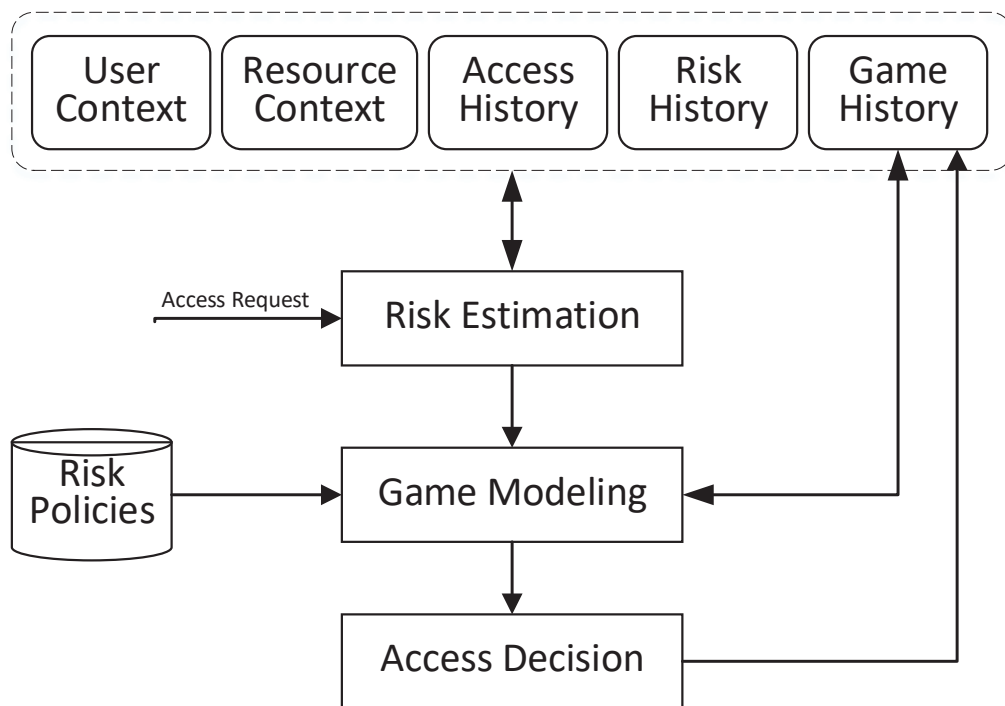 User
Context
Resource
Context
Access
History
Risk
History
Game
History
Access Request
Risk Estimation
Risk
Policies
Game Modeling
Access Decision